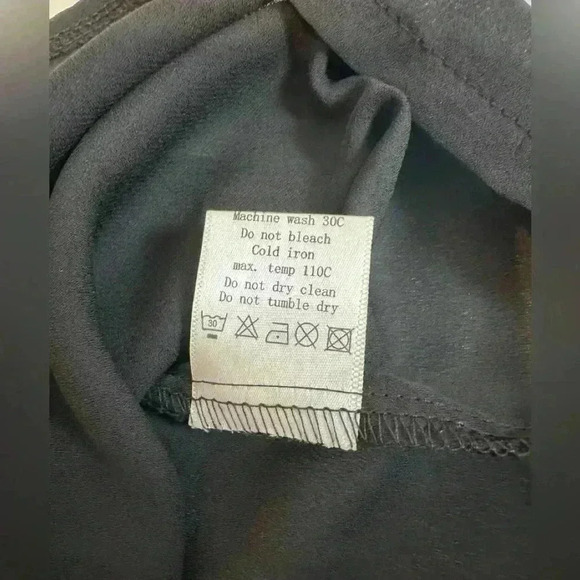 Machine wash 30C
Do not bleach
Cold iron
max. temp 110C
Do not dry clean
Do not tumble dry
30